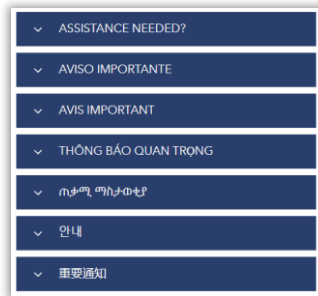 ASSISTANCE NEEDED?
AVISO IMPORTANTE
AVIS IMPORTANT
THÔNG BÁO QUAN TRỌNG
ጠቃሚ ማስታወቂያ
안내
重要通知